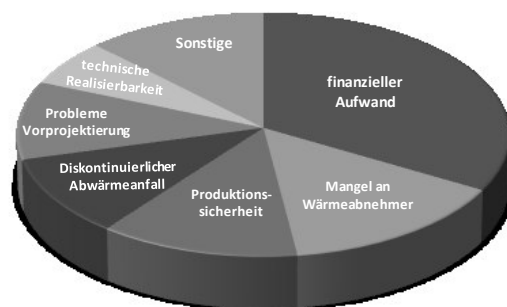 Sonstige
finanzieller
Aufwand
technische
Realisierbarkeit
Probleme
Vorprojektierung
Diskontinuierlicher
Abwärmeanfall
Produktions-
sicherheit
Mangel an
Wärmeabnehmer